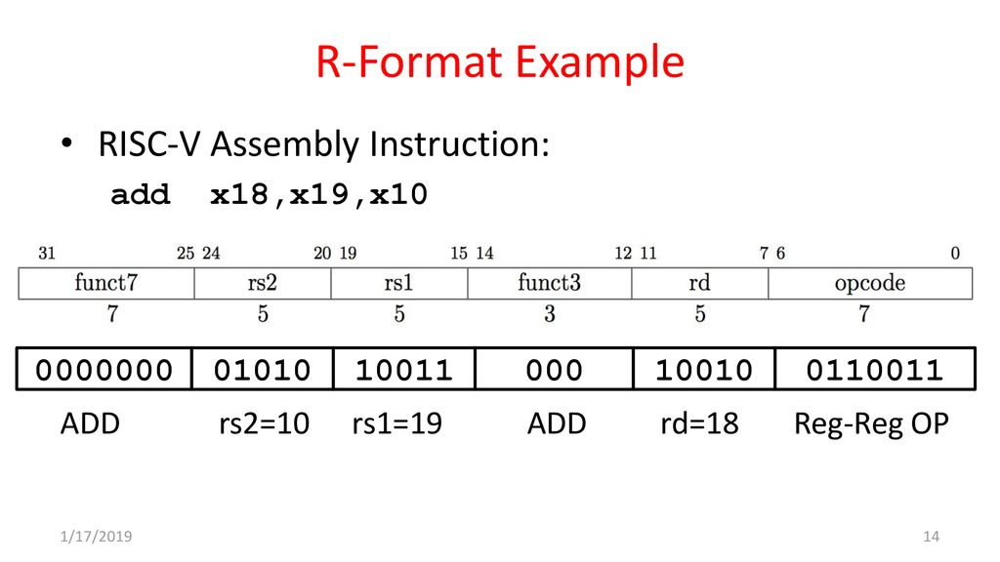 R-Format Example
• RISC-V Assembly Instruction:
add x18,x19,x10
31 25 24 20 19 15 14 12 11 7 6 0
funct7 rs2 rs1 funct3 rd opcode
7 5 5 3 5 7
0000000 01010 10011 000 10010 0110011
ADD rs2=10 rs1=19 ADD rd=18 Reg-Reg OP
1/17/2019 14